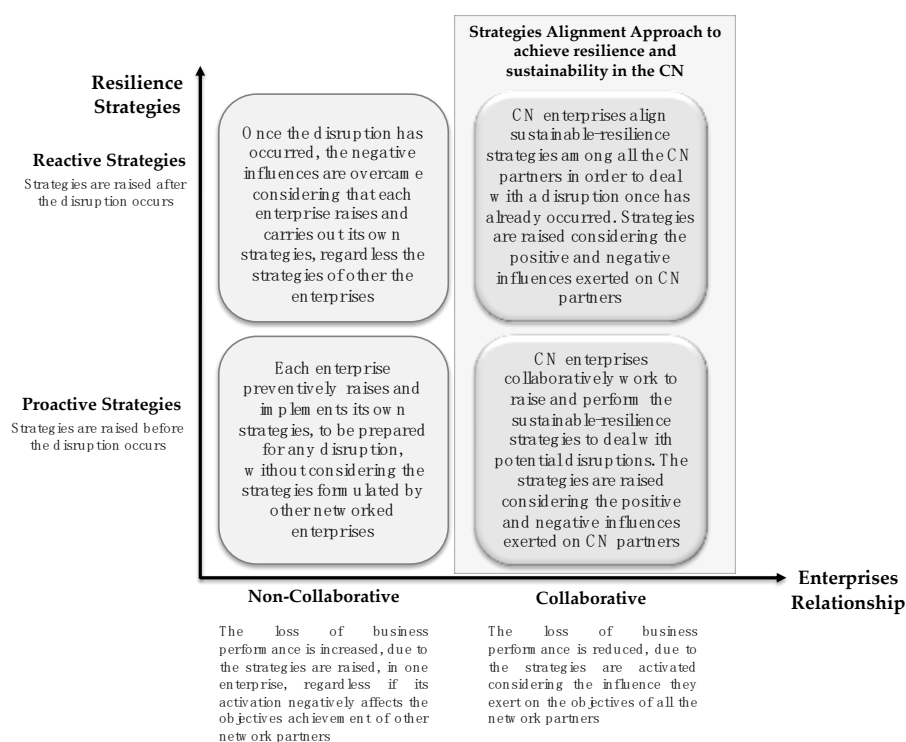 Strategies Alignment Approach to
achieve resilience and
sustainability in the CN
Resilience
Strategies
Reactive Strategies
Strategies are raised after
the disruption occurs
Once the disruption has
occurred, the negative
influences are overcame
considering that each
enterprise raises and
carries out its own
strategies, regardless the
strategies of other the
enterprises
CN enterprises align
sustainable-resilience
strategies among all the CN
partners in order to deal
with a disruption once has
already occurred. Strategies
are raised considering the
positive and negative
influences exerted on CN
partners
Proactive Strategies
Strategies are raised before
the disruption occurs
Each enterprise
preventively raises and
implements its own
strategies, to be prepared
for any disruption,
without considering the
strategies formulated by
other networked
enterprises
CN enterprises
collaboratively work to
raise and perform the
sustainable-resilience
strategies to deal with
potential disruptions. The
strategies are raised
considering the positive
and negative influences
exerted on CN partners
Enterprises
Relationship
Non-Collaborative
The loss of business
performance is increased, due to
the strategies are raised, in one
enterprise, regardless if its
activation negatively affects the
objectives achievement of other
network partners
Collaborative
The loss of business
performance is reduced, due to
the strategies are activated
considering the influence they
exert on the objectives of all the
network partners